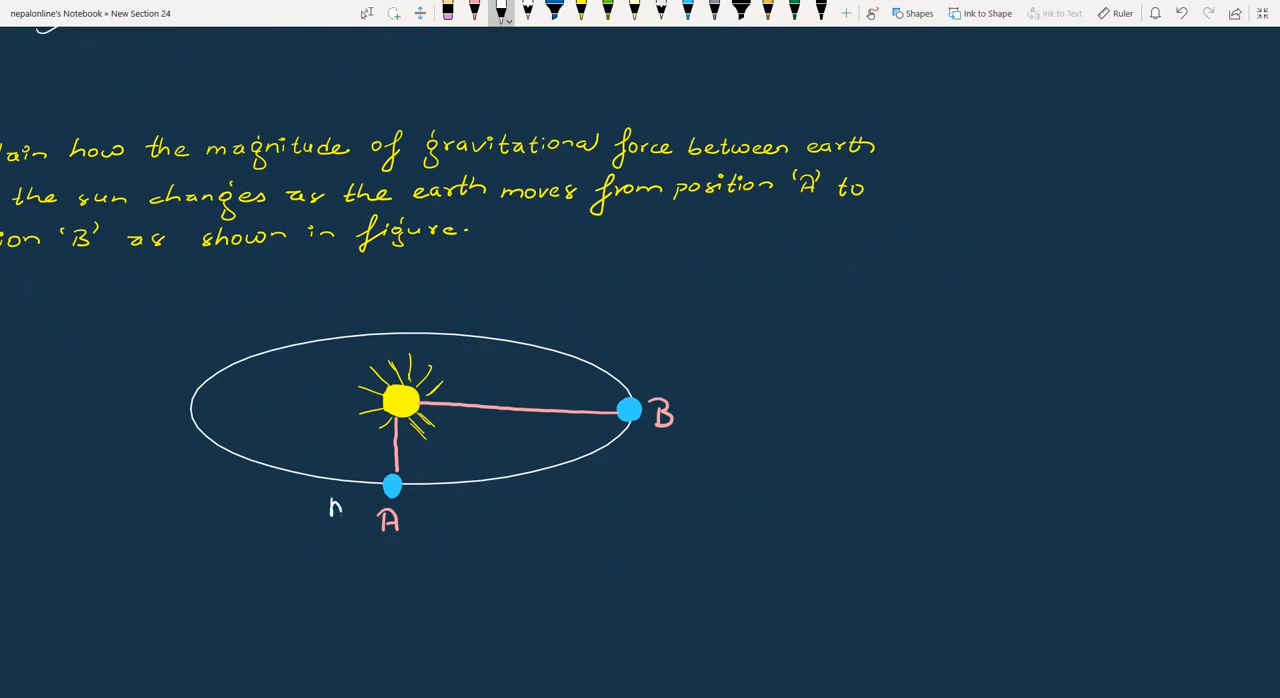 nepalonline's Notebook » New Section 24
Shapes
Ink to Shape
Ink to Text
Ruler
lain how the magnitude of gravitational force between earth
the sun changes as the earth moves from position 'A' to
ion 'B' as shown in figure.
B
n
A